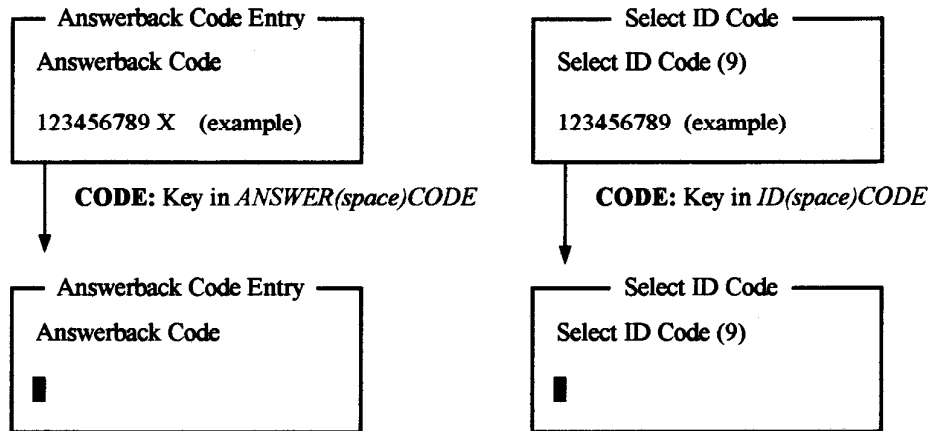 Answerback Code Entry
Answerback Code
123456789 X (example)
CODE: Key in ANSWER(space)CODE
Answerback Code Entry
Answerback Code
Select ID Code
Select ID Code (9)
123456789 (example)
CODE: Key in ID(space)CODE
Select ID Code
Select ID Code (9)